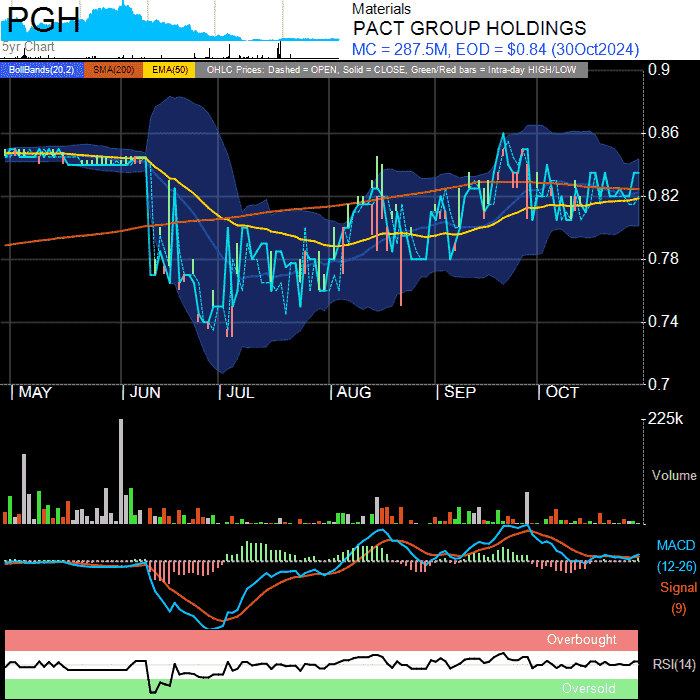 PGH
5yr Chart
Materials
PACT GROUP HOLDINGS
MC = 287.5M, EOD = $0.84 (30Oct2024)
BollBands(20,2) SMA(200) EMA(50) OHLC Prices: Dashed = OPEN, Solid = CLOSE, Green/Red bars = Intra-day HIGH/LOW
0.9
0.86
0.82
0.78
0.74
0.7
MAY JUN JUL AUG SEP OCT
225k
Volume
MACD
(12-26)
Signal
(9)
Overbought
RSI(14)
Oversold